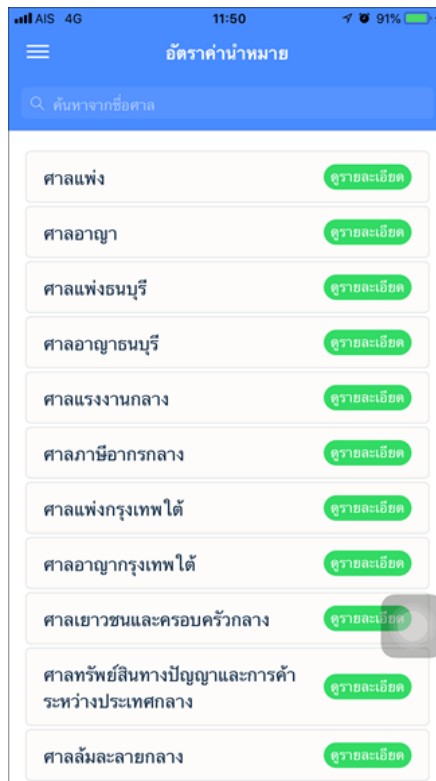 AIS 4G 11:50 91%
อัตราค่านำหมาย
ค้นหาจากชื่อศาล
ศาลแพ่ง ดูรายละเอียด
ศาลอาญา ดูรายละเอียด
ศาลแพ่งธนบุรี ดูรายละเอียด
ศาลอาญาธนบุรี ดูรายละเอียด
ศาลแรงงานกลาง ดูรายละเอียด
ศาลภาษีอากรกลาง ดูรายละเอียด
ศาลแพ่งกรุงเทพใต้ ดูรายละเอียด
ศาลอาญากรุงเทพใต้ ดูรายละเอียด
ศาลเยาวชนและครอบครัวกลาง ดูรายละเอียด
ศาลทรัพย์สินทางปัญญาและการค้า
ระหว่างประเทศกลาง ดูรายละเอียด
ศาลล้มละลายกลาง ดูรายละเอียด